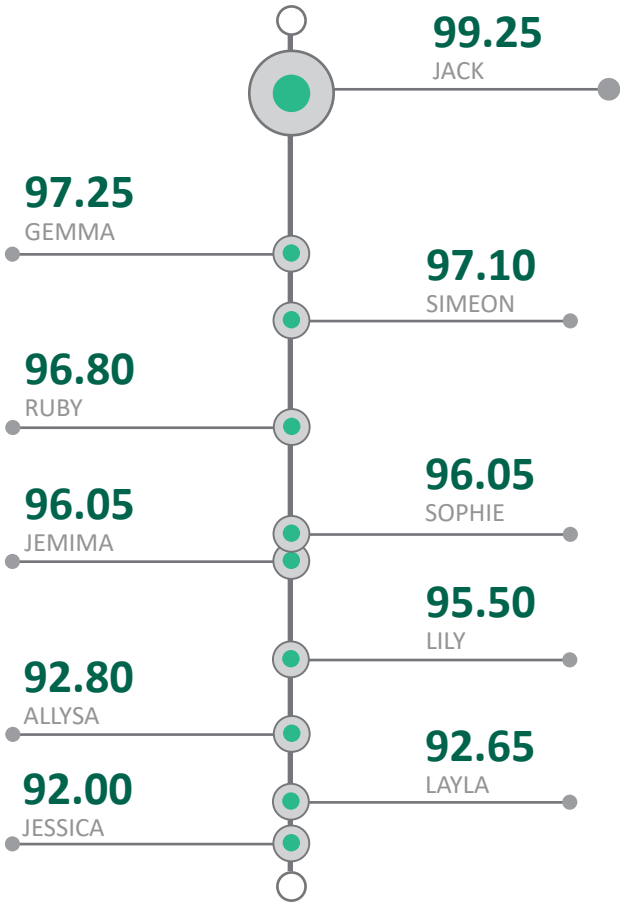 99.25
JACK
97.25
GEMMA
97.10
SIMEON
96.80
RUBY
96.05
SOPHIE
96.05
JEMIMA
95.50
LILY
92.80
ALLYSA
92.65
LAYLA
92.00
JESSICA